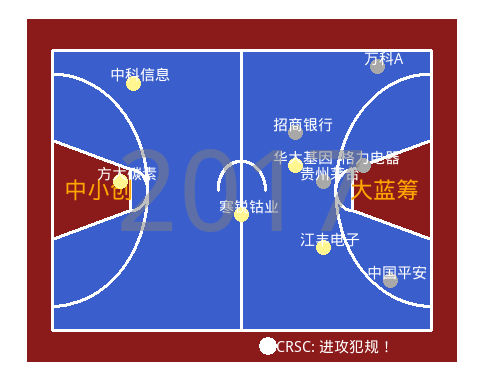 万科A
中科信息
招商银行
华大基因
格力电器
方大碳素
贵州茅台
中小创
大蓝筹
2017
寒锐钴业
江丰电子
中国平安
CRSC: 进攻犯规！